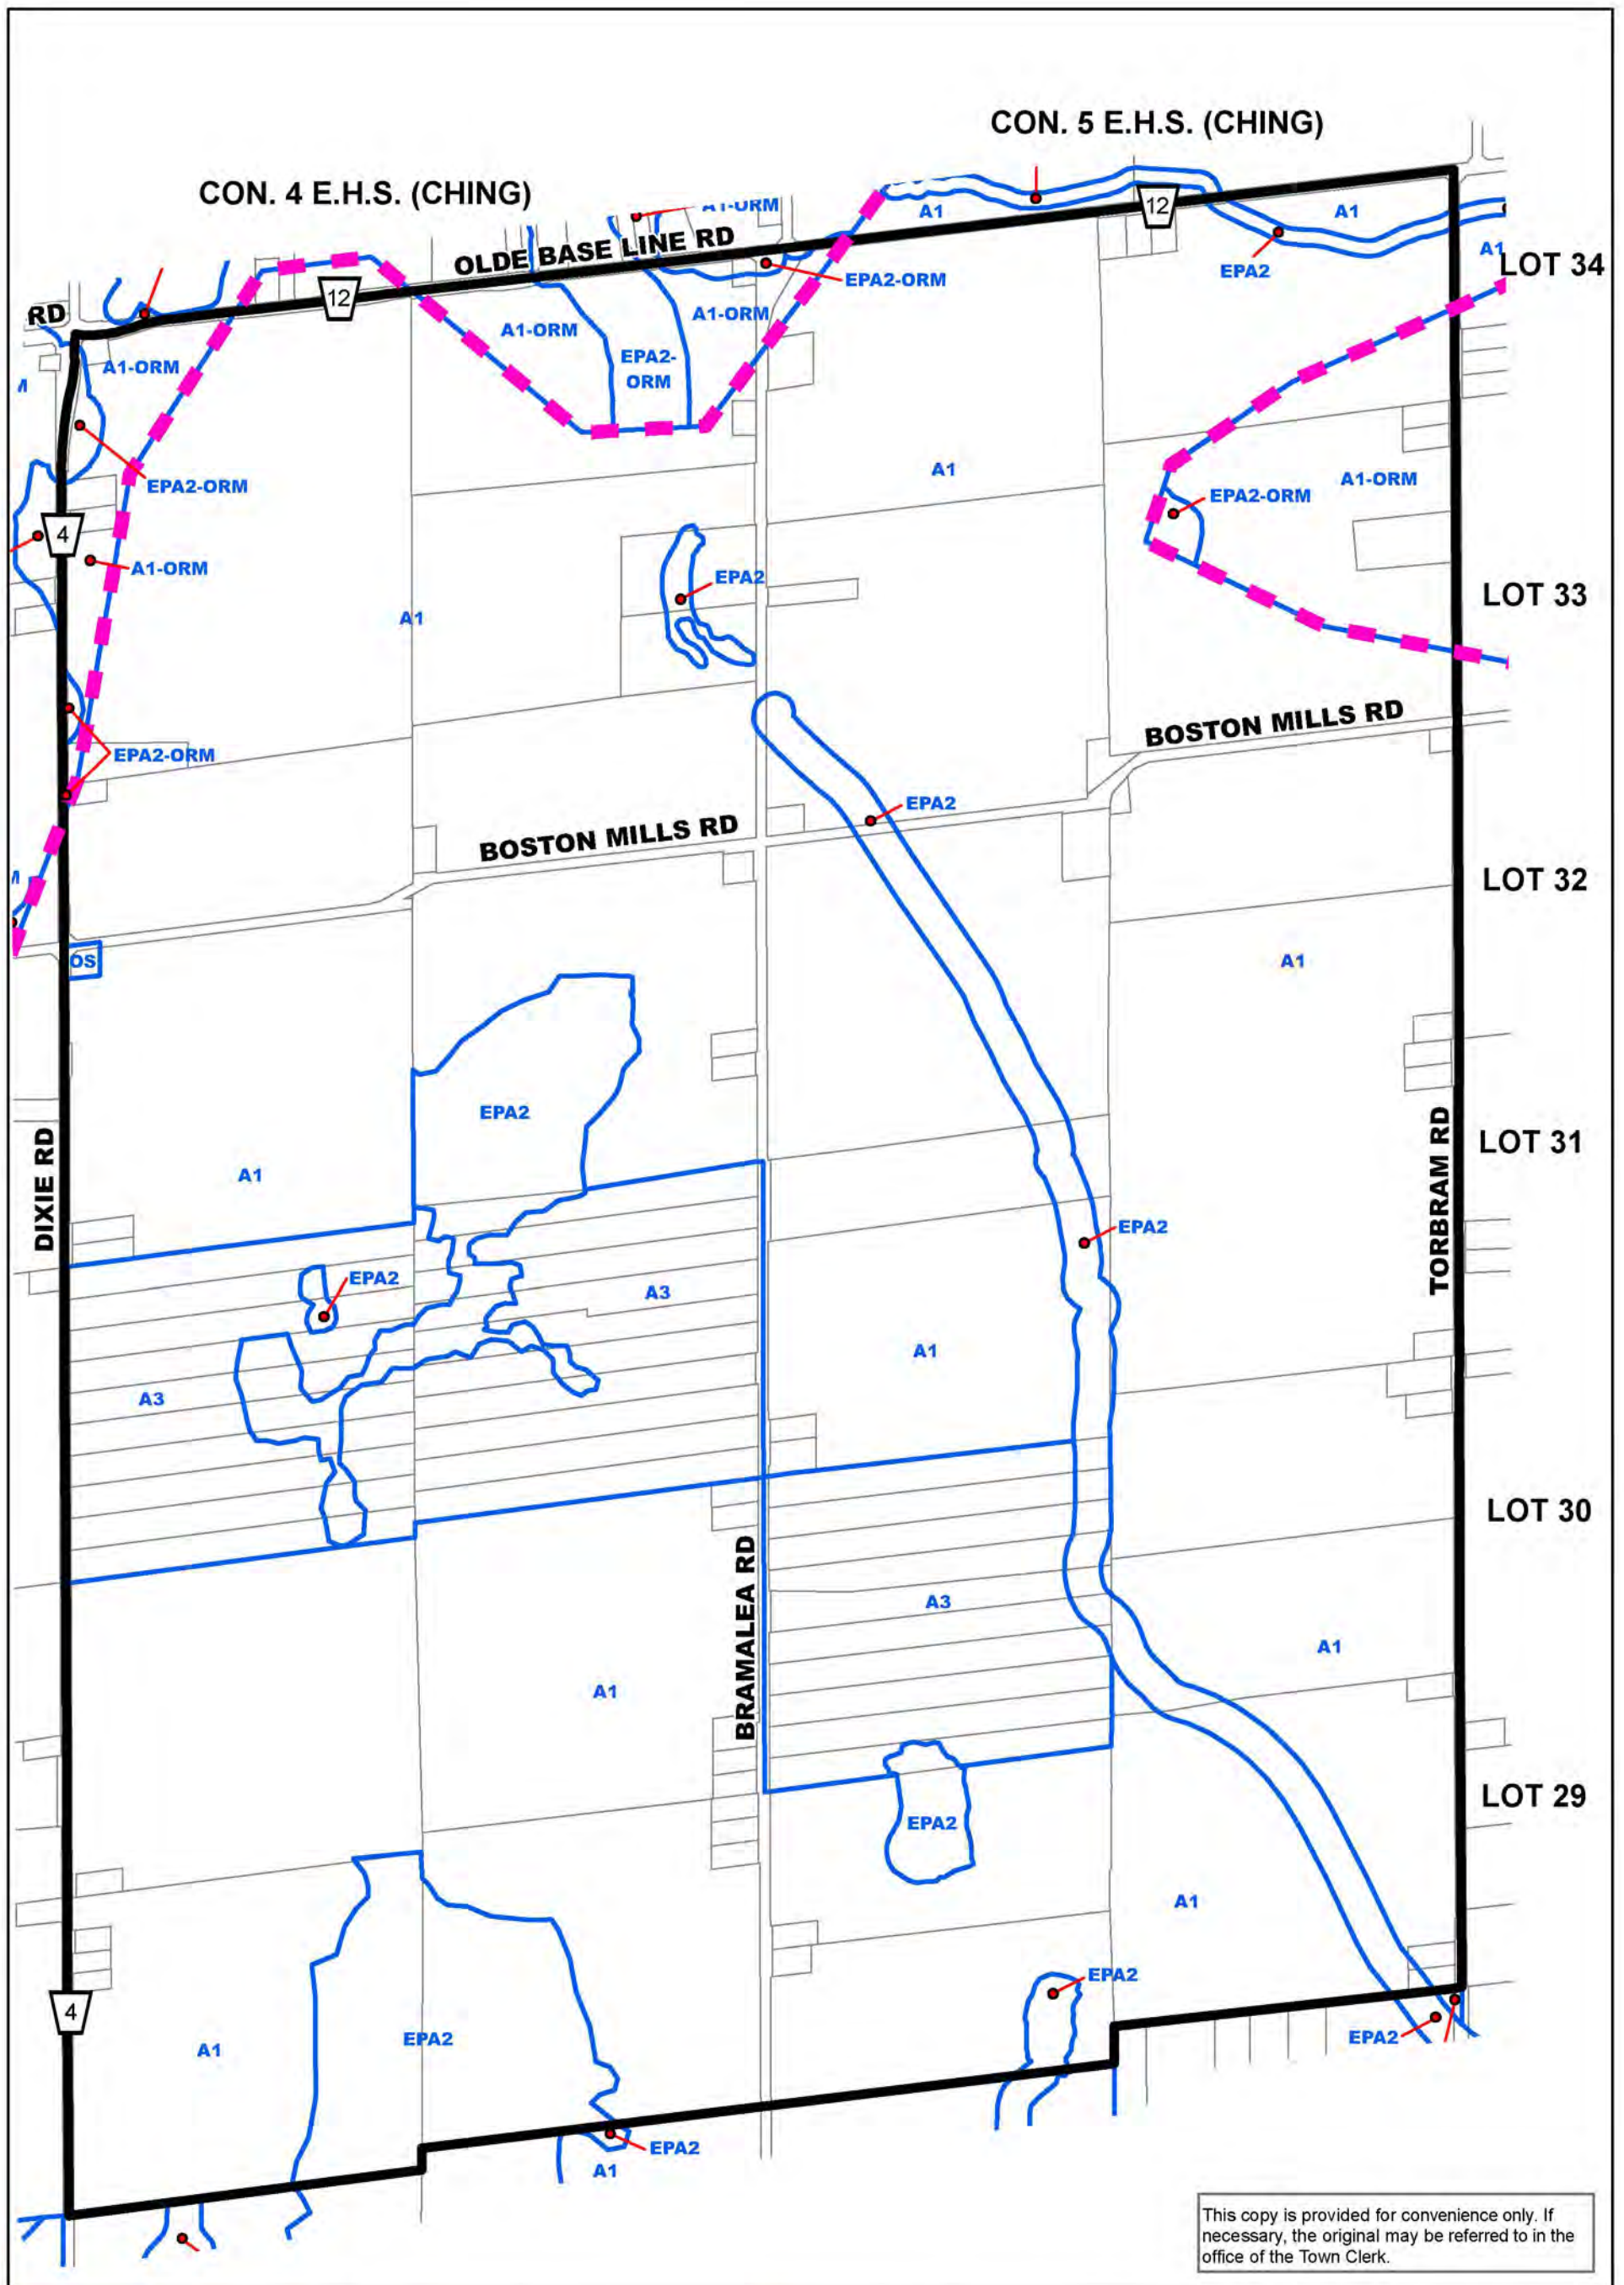 CON. 5 E.H.S. (CHING)
CON. 4 E.H.S. (CHING)
A1-ORM
A1
12
A1
OLDE BASE LINE RD
A1
LOT 34
EPA2
EPA2-ORM
12
RD
A1-ORM
A1-ORM
EPA2-
ORM
A1-ORM
A1
A1-ORM
EPA2-ORM
EPA2-ORM
4
A1-ORM
EPA2
LOT 33
A1
BOSTON MILLS RD
EPA2-ORM
EPA2
BOSTON MILLS RD
LOT 32
OS
A1
EPA2
LOT 31
A1
DIXIE RD
TORBRAM RD
EPA2
EPA2
A3
A1
A3
LOT 30
BRAMALEA RD
A3
A1
A1
LOT 29
EPA2
A1
EPA2
4
EPA2
EPA2
A1
EPA2
A1
This copy is provided for convenience only. If
necessary, the original may be referred to in the
office of the Town Clerk.